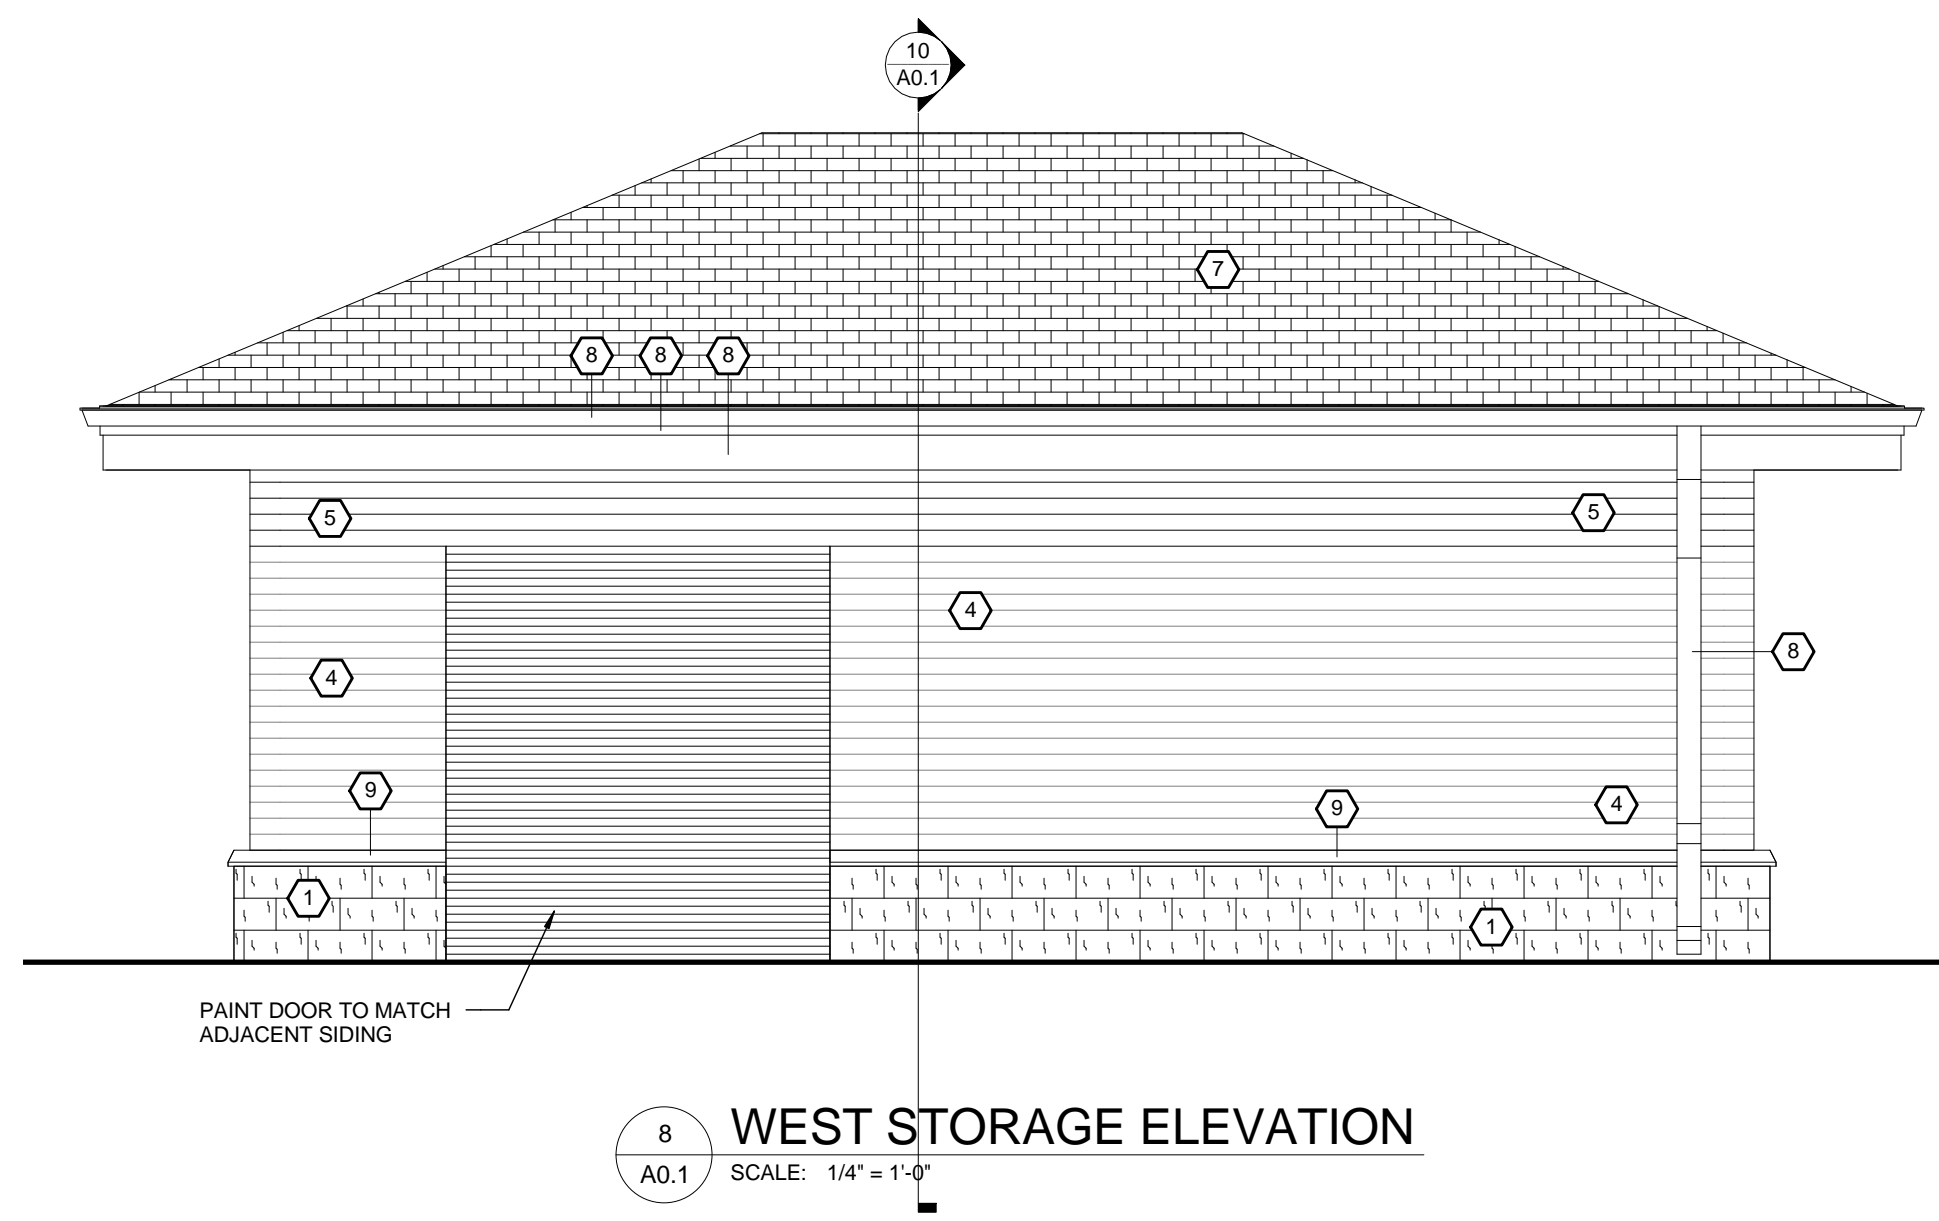 10
A0.1
7
8 8 8
5 5
4
8
4
9
9 4
1
1
PAINT DOOR TO MATCH
ADJACENT SIDING
8
A0.1
WEST STORAGE ELEVATION
SCALE: 1/4" = 1'-0"